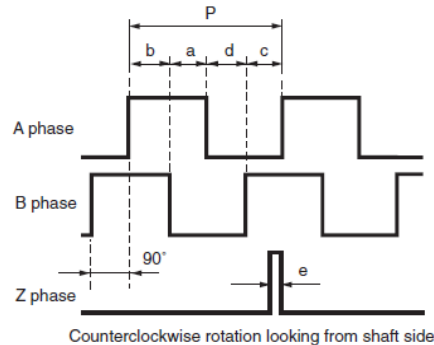 P
b a d c
A phase
B phase
90°
e
Z phase
Counterclockwise rotation looking from shaft side